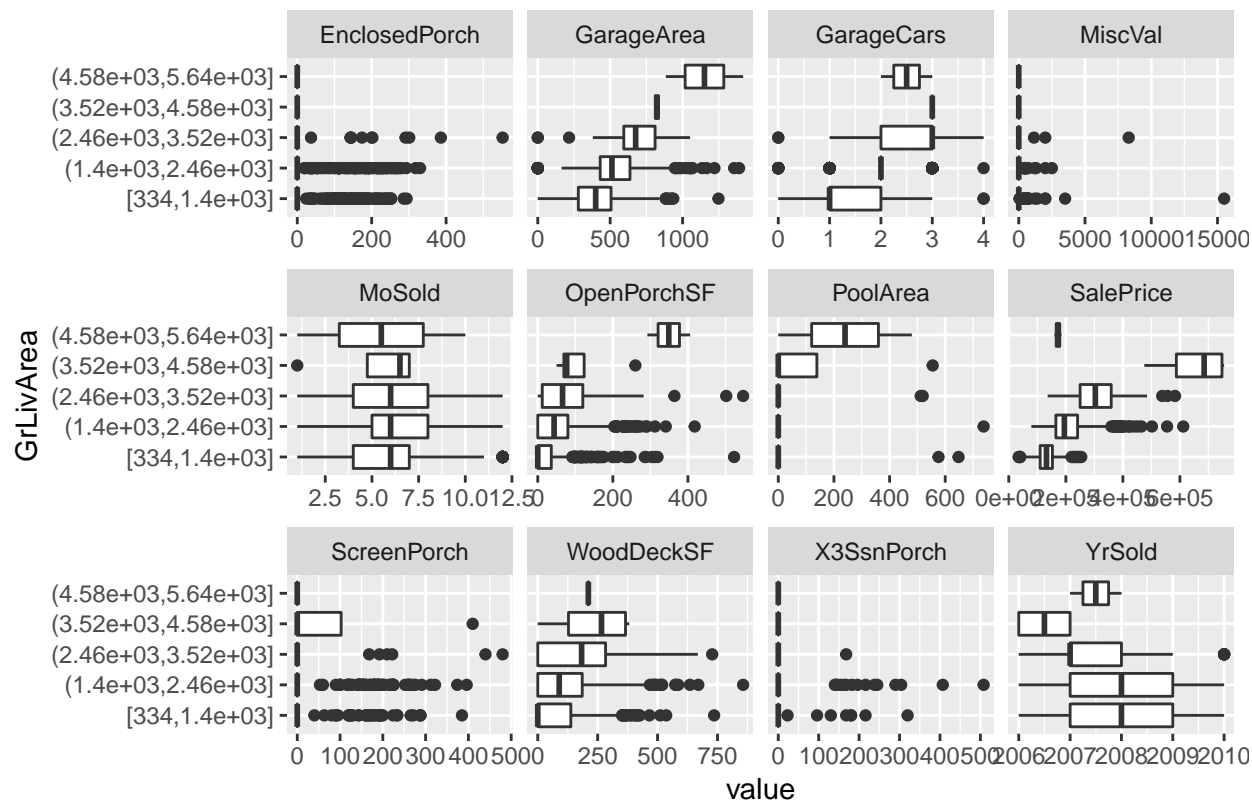 EnclosedPorch GarageArea GarageCars MiscVal
(4.58e+03,5.64e+03]
(3.52e+03,4.58e+03]
(2.46e+03,3.52e+03]
(1.4e+03,2.46e+03]
[334,1.4e+03]
0 200 400 0 500 1000 0 1 2 3 4 0 5000 10000 15000
MoSold OpenPorchSF PoolArea SalePrice
(4.58e+03,5.64e+03]
(3.52e+03,4.58e+03]
(2.46e+03,3.52e+03]
(1.4e+03,2.46e+03]
[334,1.4e+03]
2.5 5.0 7.5 10.0 12.5 0 200 400 0 200 400 600 0e+00 2e+05 4e+05 6e+05
ScreenPorch WoodDeckSF X3SsnPorch YrSold
(4.58e+03,5.64e+03]
(3.52e+03,4.58e+03]
(2.46e+03,3.52e+03]
(1.4e+03,2.46e+03]
[334,1.4e+03]
0 100 200 300 400 500 0 250 500 750 0 100 200 300 400 500 2006 2007 2008 2009 2010
GrLivArea
value